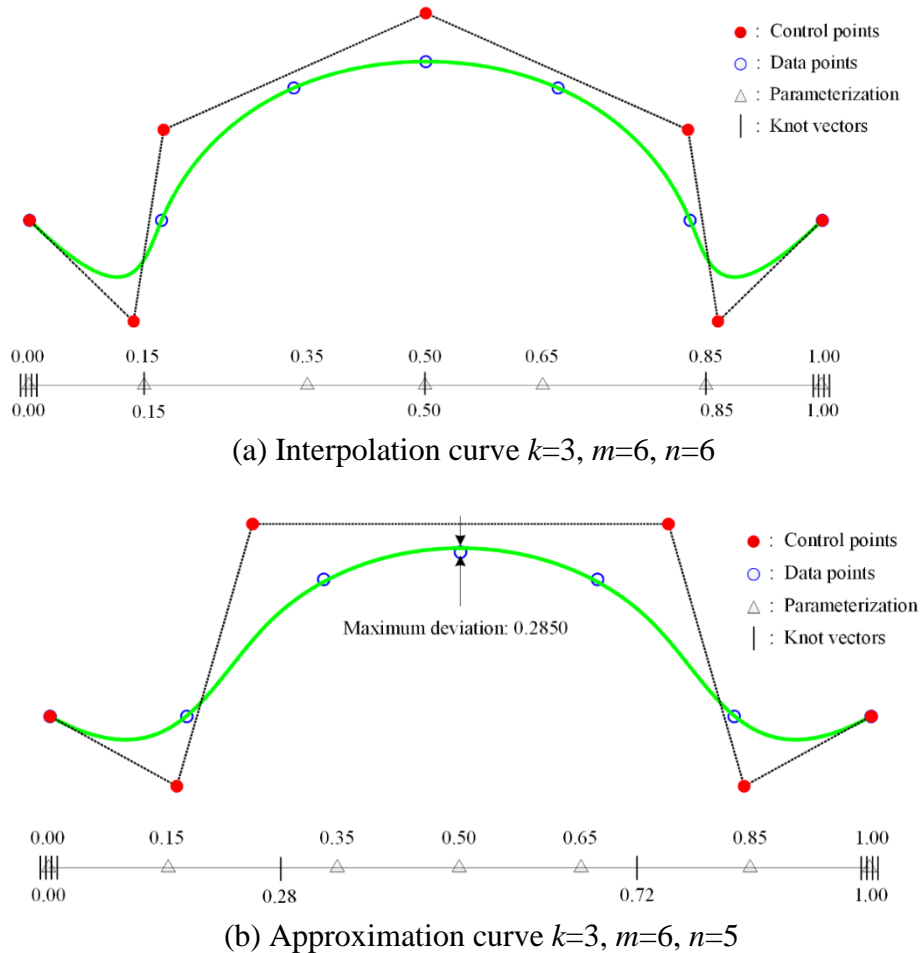 : Control points
: Data points
: Parameterization
: Knot vectors
0.00 0.15 0.35 0.50 0.65 0.85 1.00
0.00 0.15 0.50 0.85 1.00
(a) Interpolation curve k=3, m=6, n=6
: Control points
: Data points
: Parameterization
: Knot vectors
Maximum deviation: 0.2850
0.00 0.15 0.35 0.50 0.65 0.85 1.00
0.00 0.28 0.72 1.00
(b) Approximation curve k=3, m=6, n=5